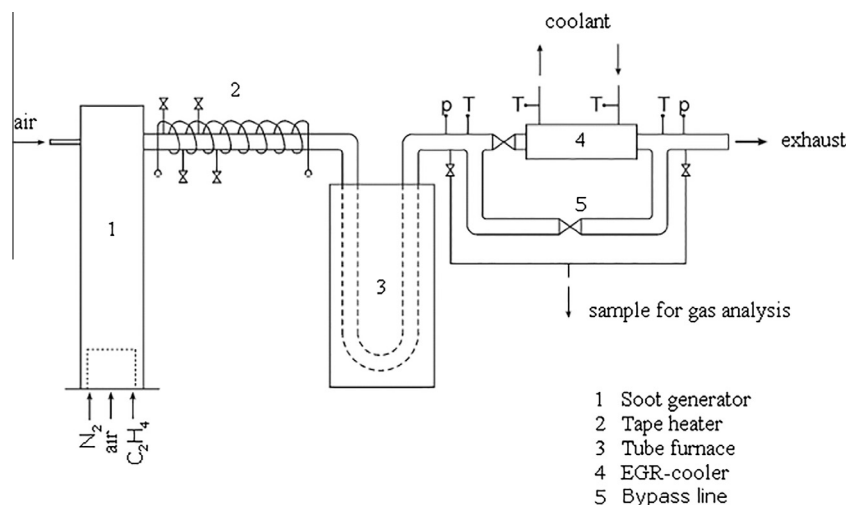 coolant
2
p T
T
T
T p
air
4
exhaust
1
5
3
sample for gas analysis
N2
air
C2H4
1 Soot generator
2 Tape heater
3 Tube furnace
4 EGR-cooler
5 Bypass line